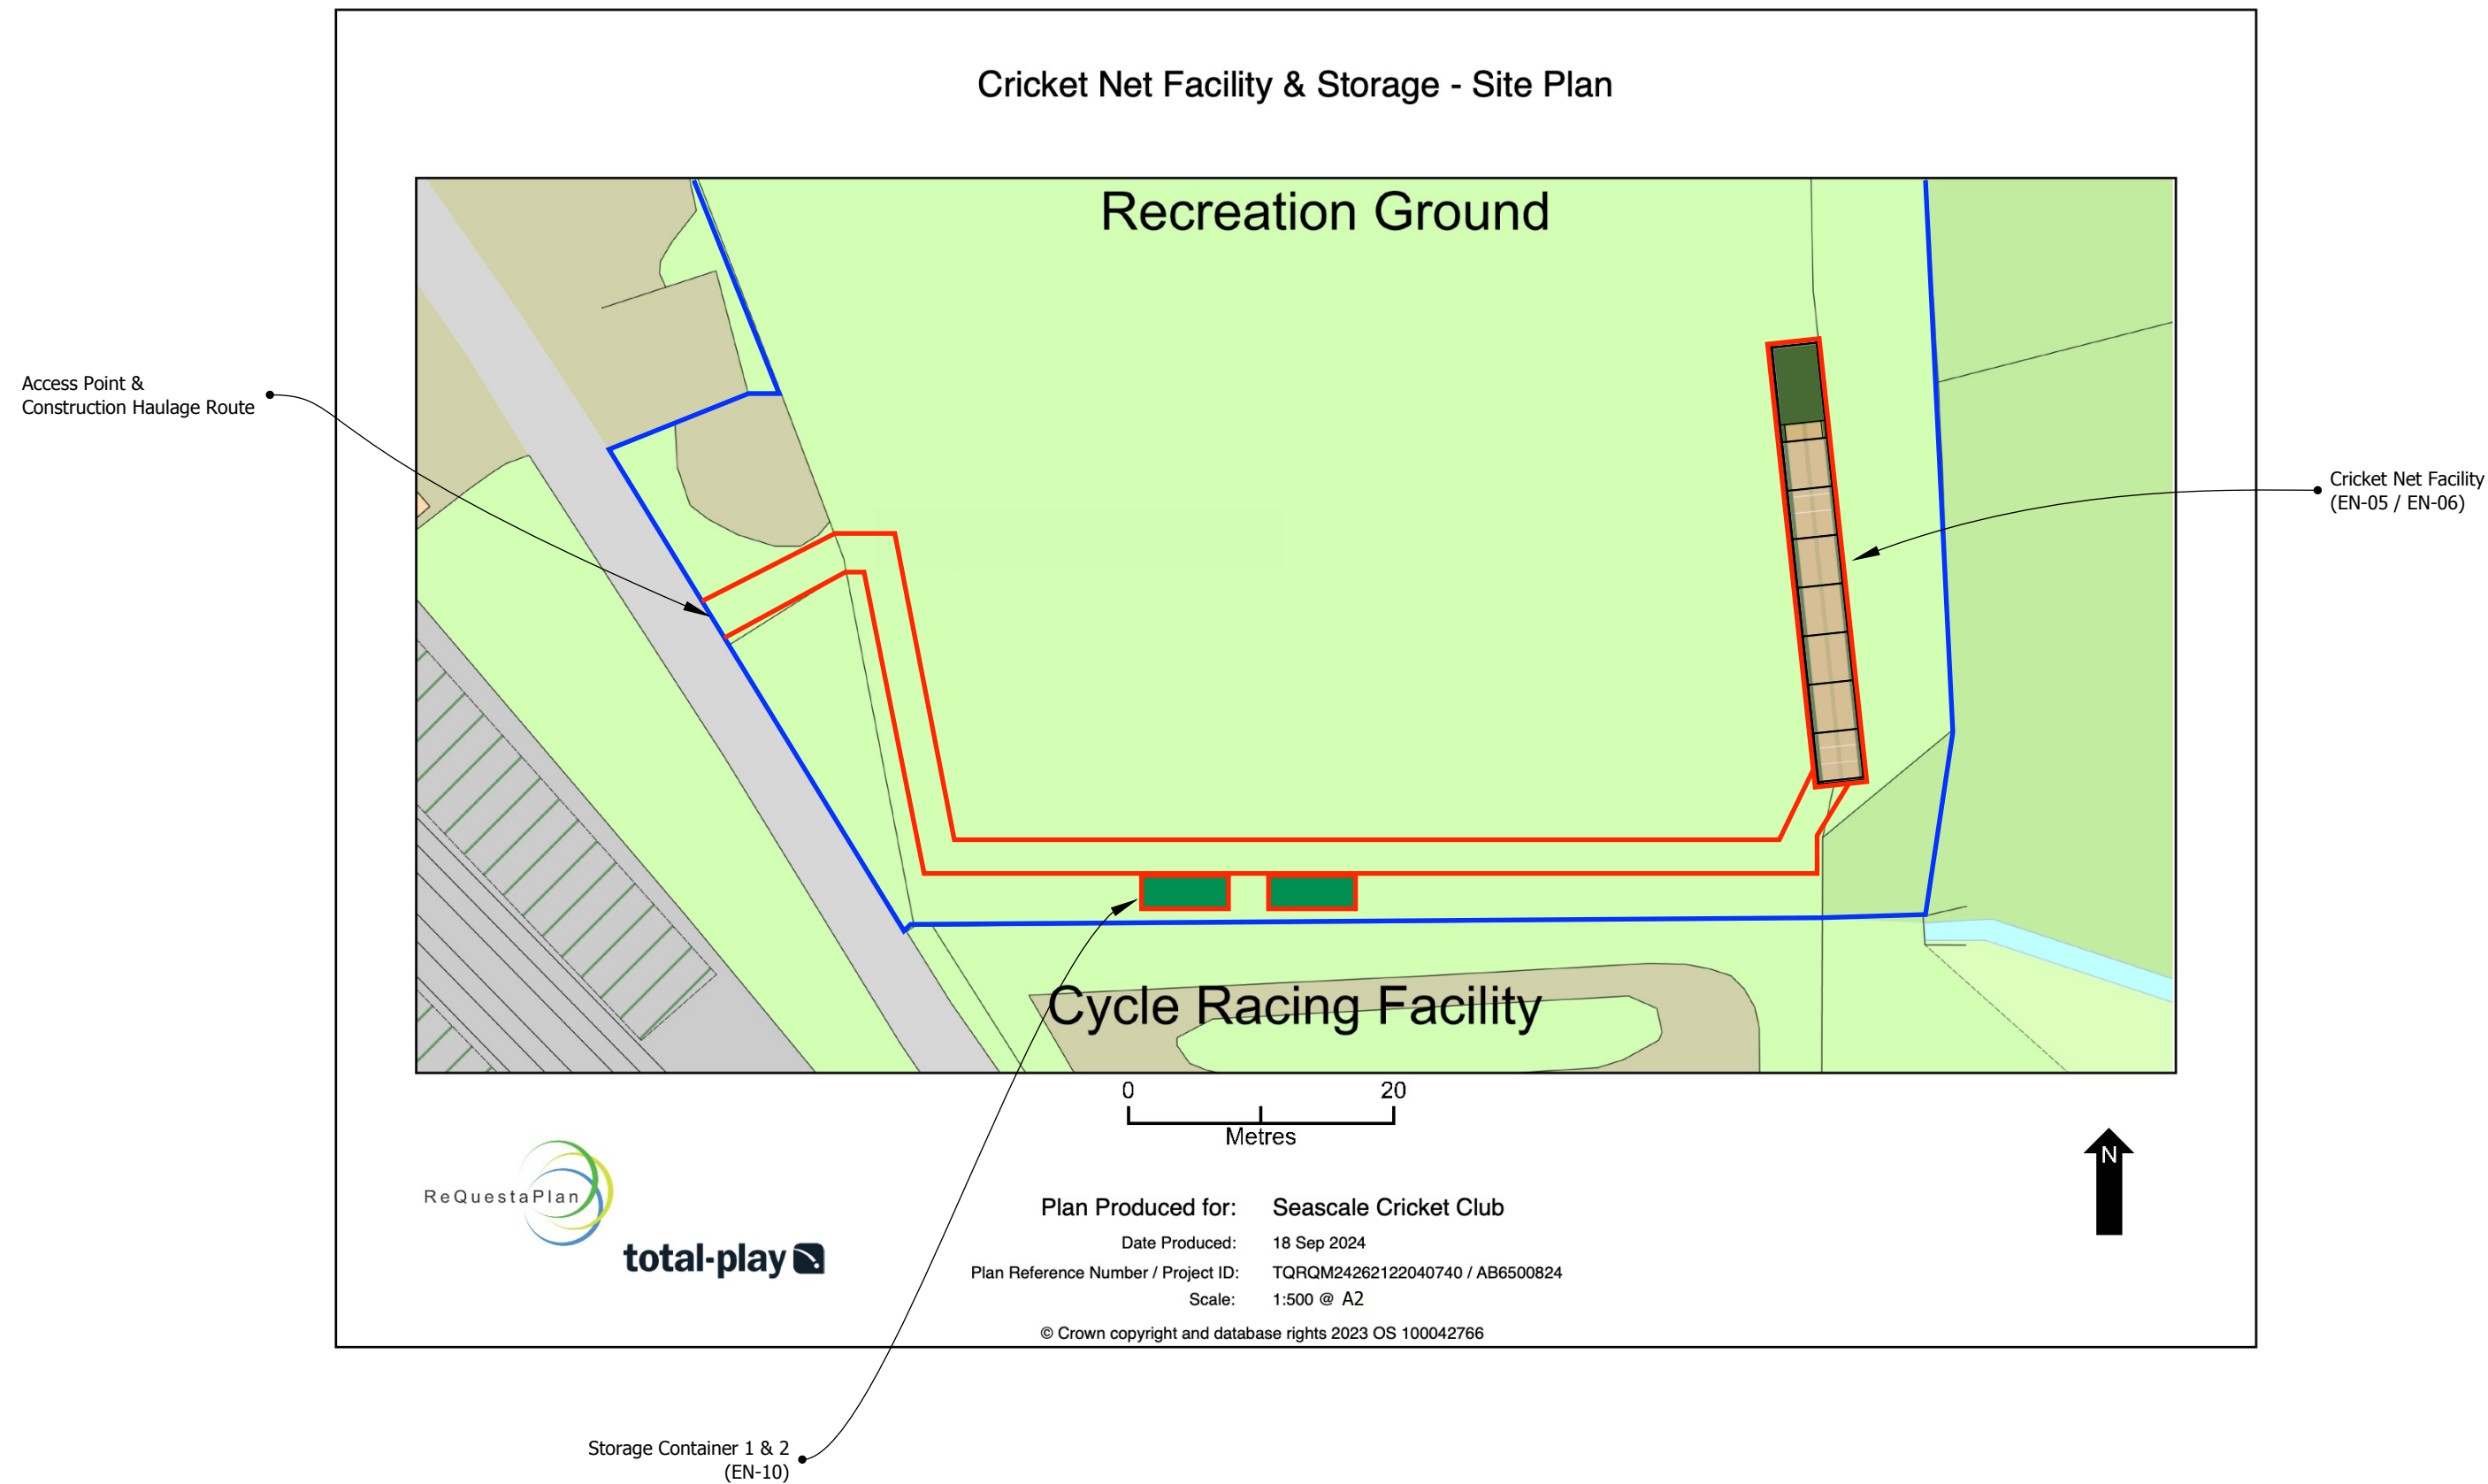 Cricket Net Facility & Storage - Site Plan
Recreation Ground
Access Point &
Construction Haulage Route
Cricket Net Facility
(EN-05 / EN-06)
Cycle Racing Facility
0 20
Metres
N
ReQuestaPlan
total-play
Plan Produced for: Seascale Cricket Club
Date Produced: 18 Sep 2024
Plan Reference Number / Project ID: TQRQM24262122040740 / AB6500824
Scale: 1:500 @ A2
© Crown copyright and database rights 2023 OS 100042766
Storage Container 1 & 2
(EN-10)